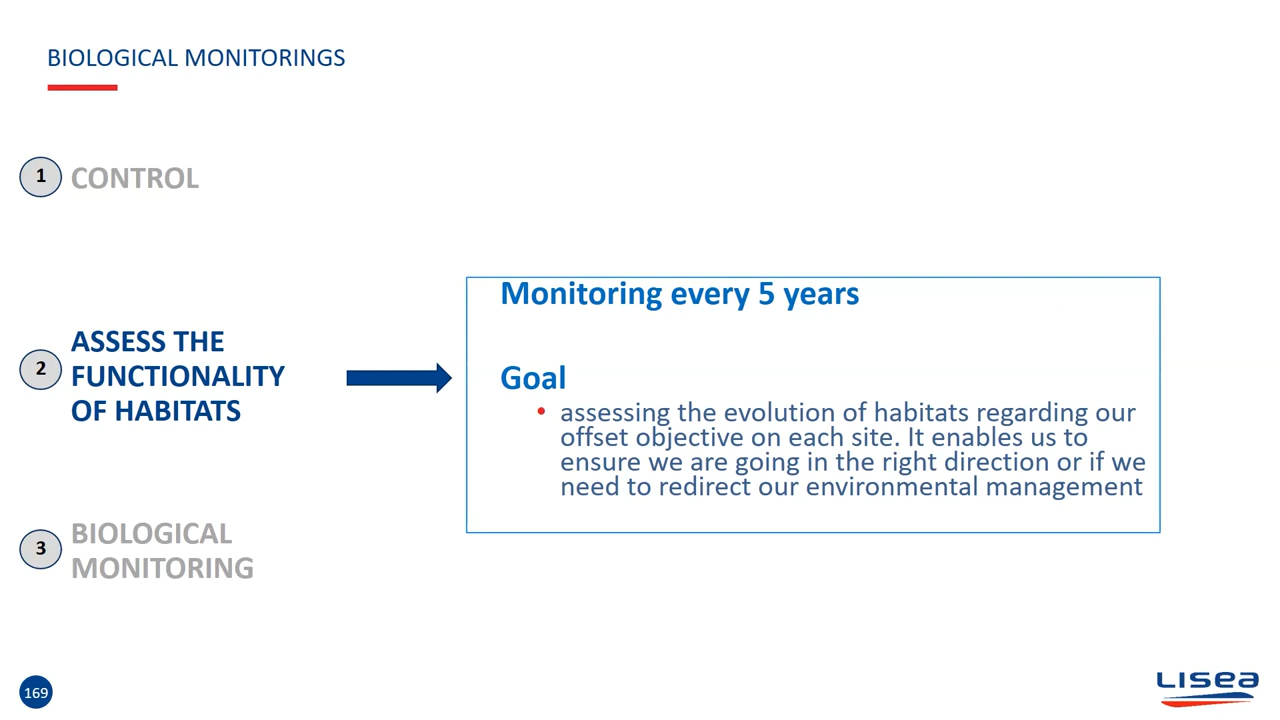 BIOLOGICAL MONITORINGS
1 CONTROL
2 ASSESS THE
FUNCTIONALITY
OF HABITATS
Monitoring every 5 years
Goal
• assessing the evolution of habitats regarding our
offset objective on each site. It enables us to
ensure we are going in the right direction or if we
need to redirect our environmental management
3 BIOLOGICAL
MONITORING
169
LISEA